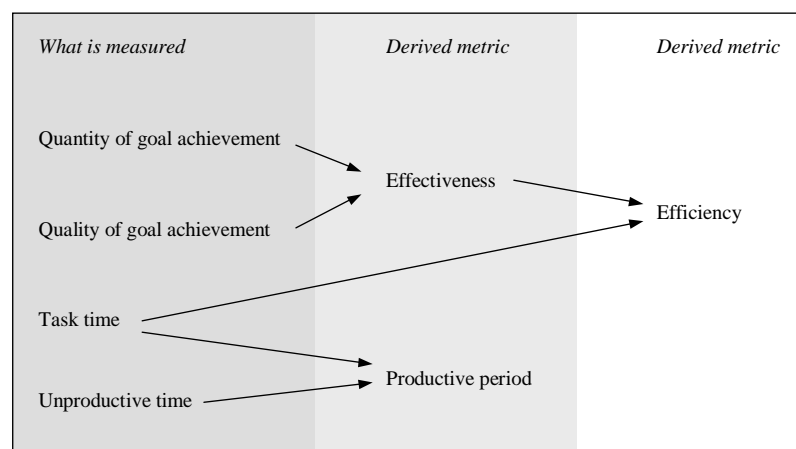 What is measured
Derived metric
Derived metric
Quantity of goal achievement
Effectiveness
Efficiency
Quality of goal achievement
Task time
Productive period
Unproductive time